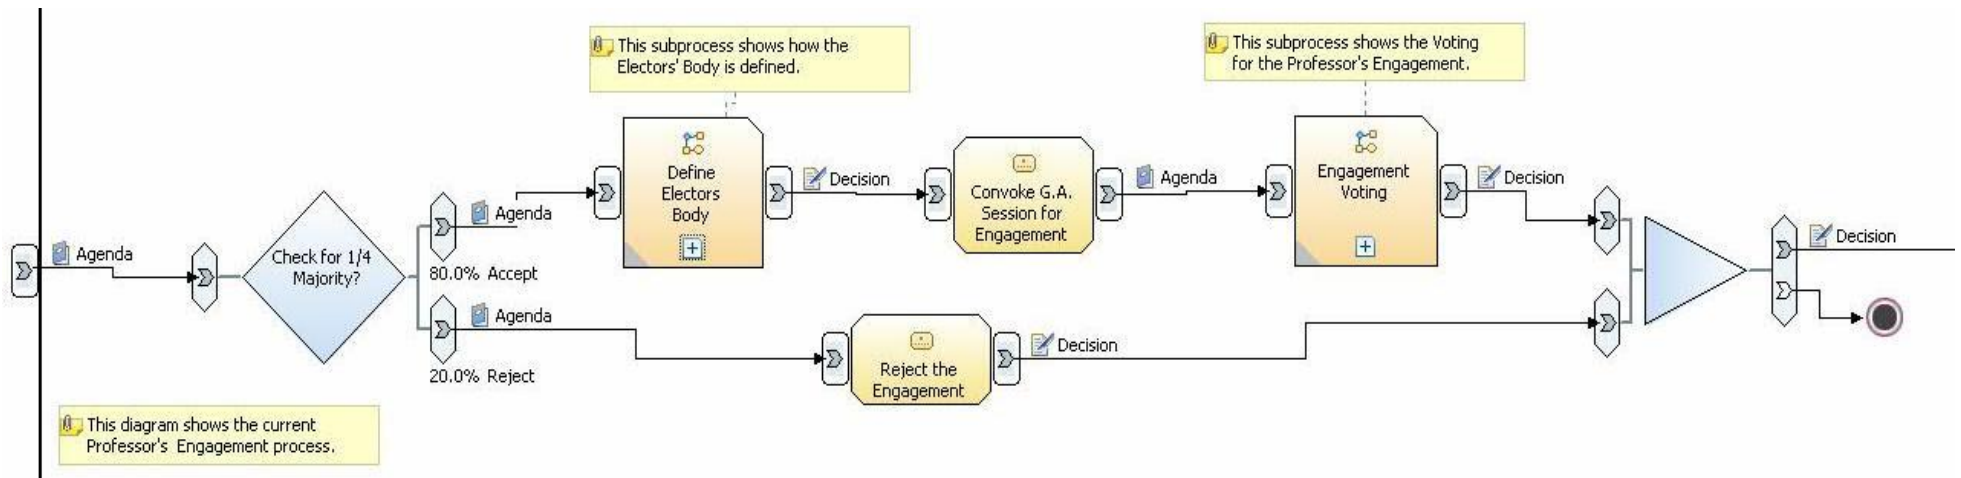 This subprocess shows how the
Electors' Body is defined.
This subprocess shows the Voting
for the Professor's Engagement.
Agenda
Check for 1/4
Majority?
Agenda
80.0% Accept
Define
Electors
Body
Decision
Convoke G.A.
Session for
Engagement
Agenda
Engagement
Voting
Decision
Decision
Agenda
20.0% Reject
Reject the
Engagement
Decision
This diagram shows the current
Professor's Engagement process.